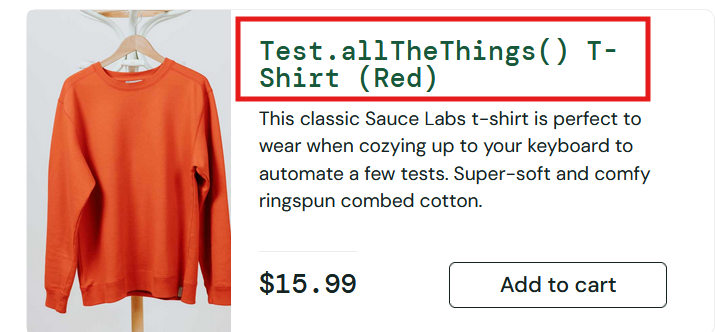 Test.allTheThings() T-
Shirt (Red)
This classic Sauce Labs t-shirt is perfect to
wear when cozying up to your keyboard to
automate a few tests. Super-soft and comfy
ringspun combed cotton.
$15.99
Add to cart